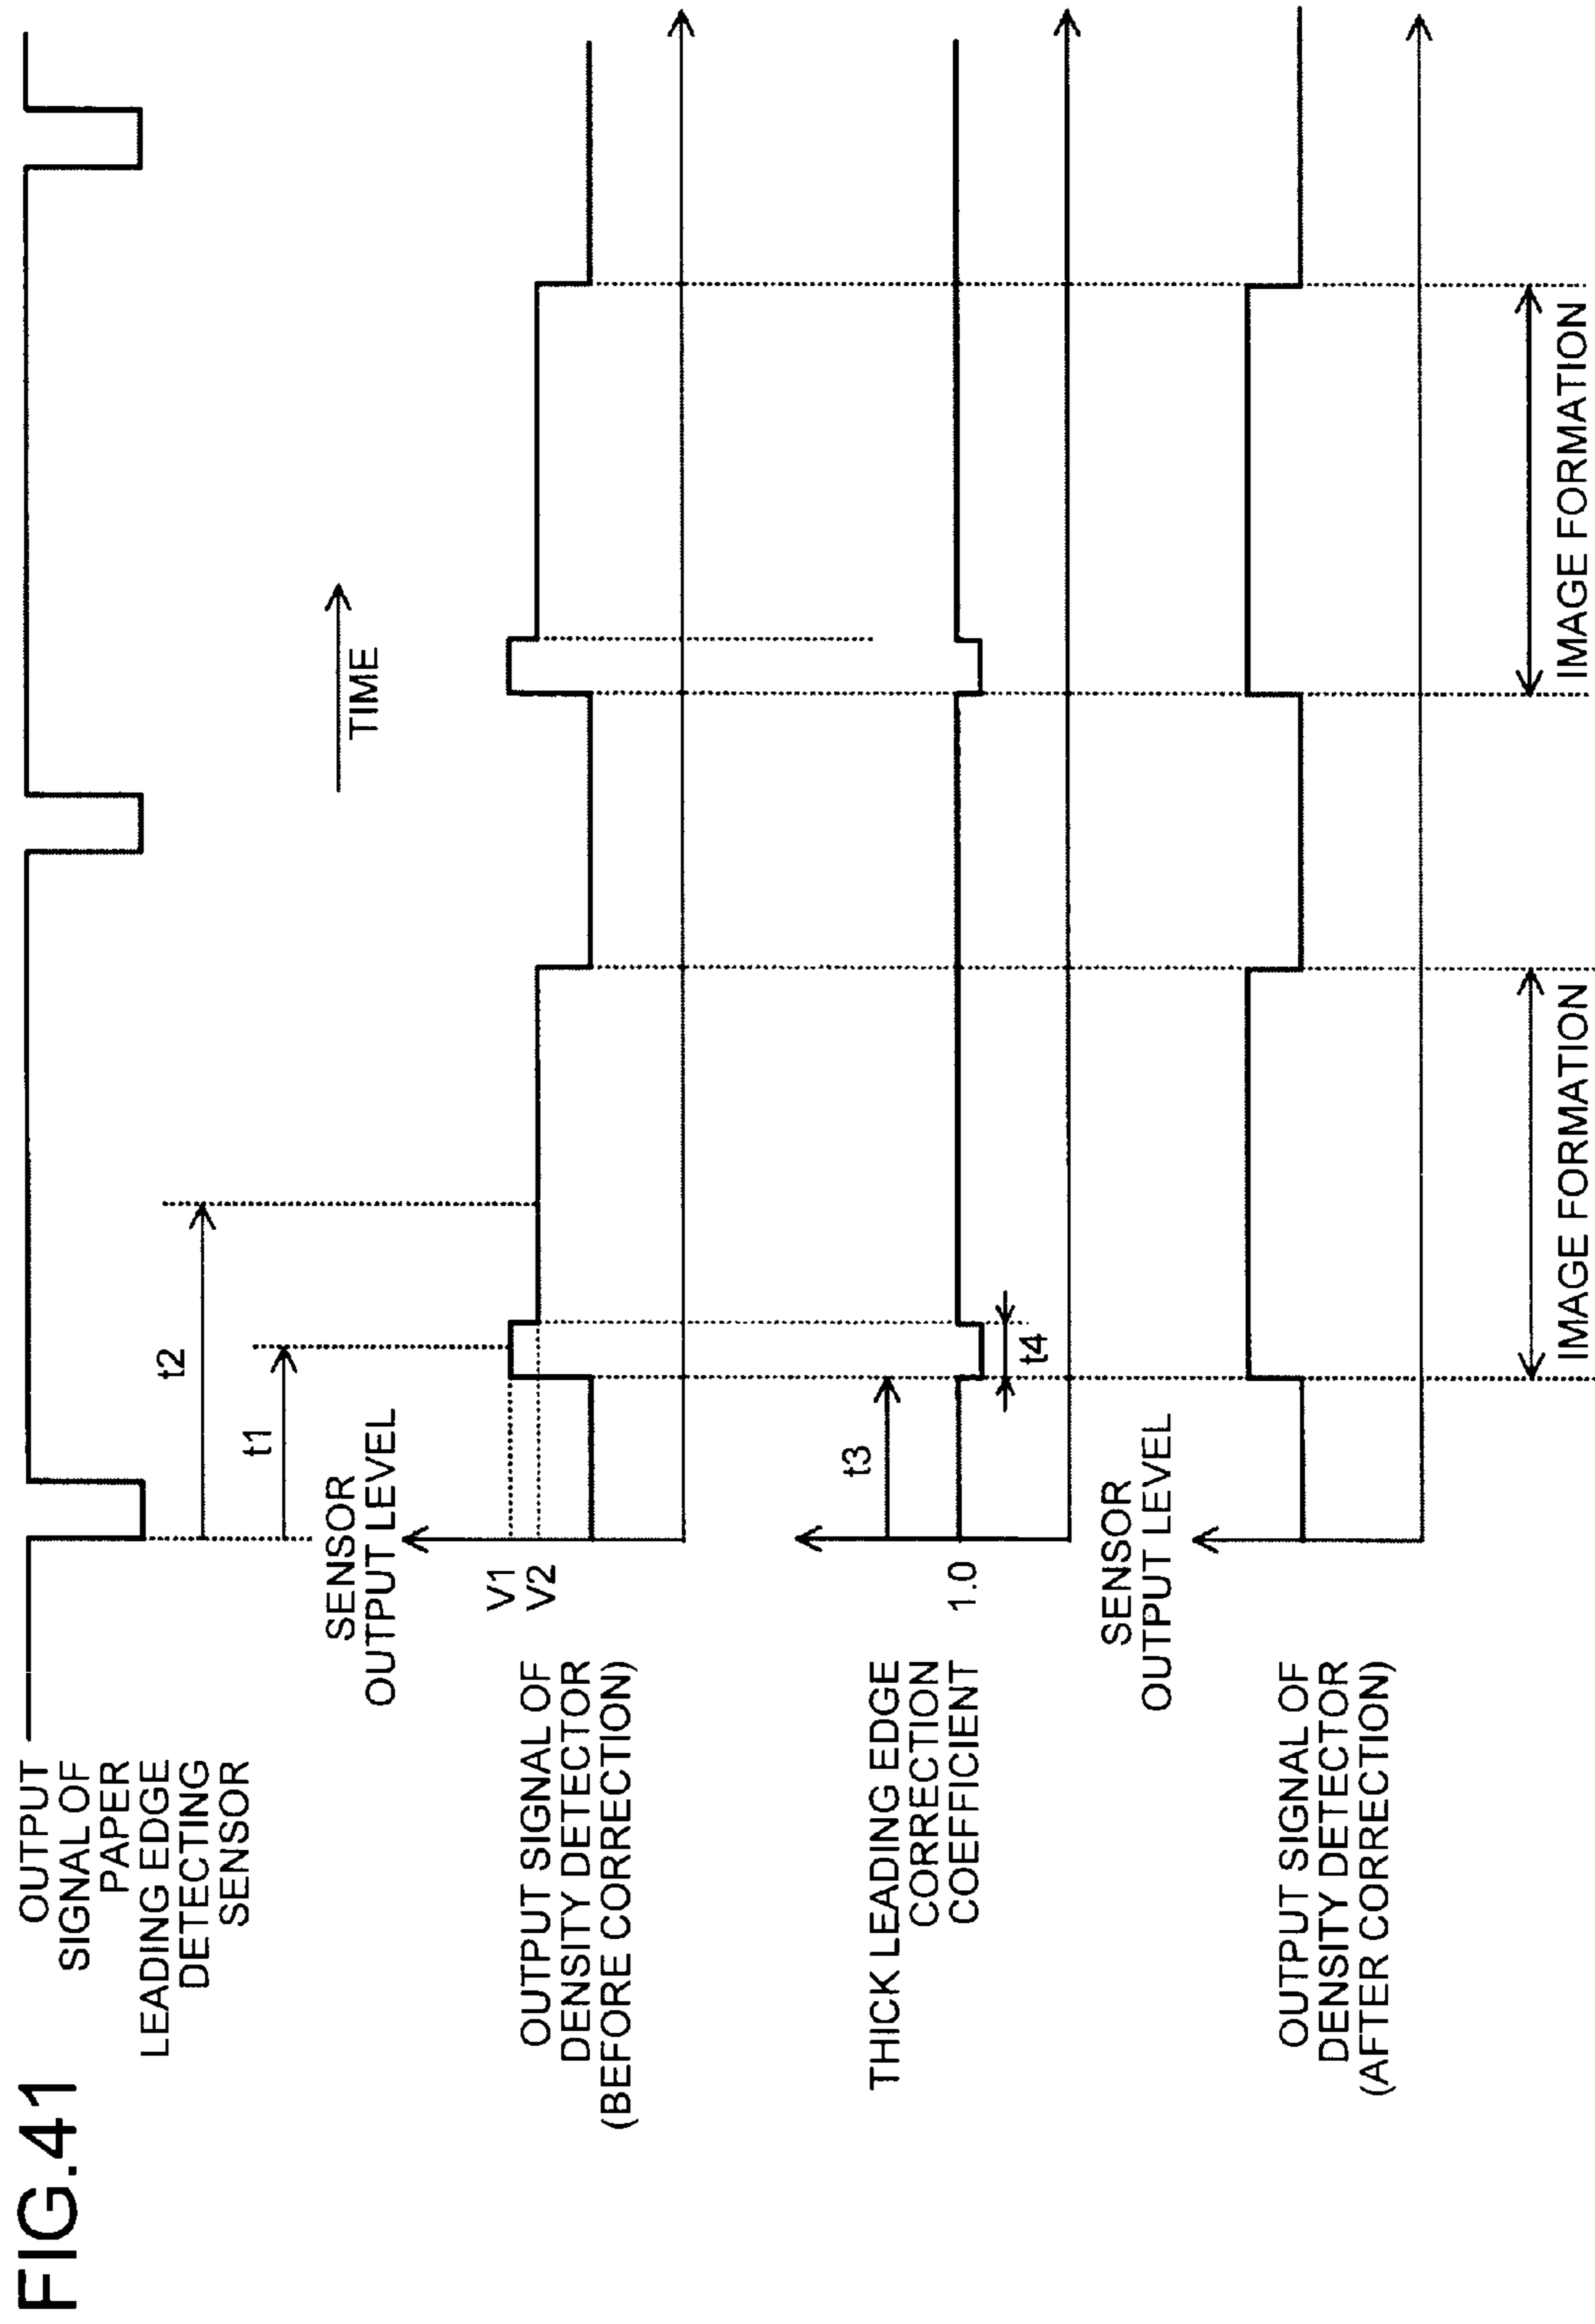 FIG.41
OUTPUT
SIGNAL OF
PAPER
LEADING EDGE
DETECTING
SENSOR
t2
t1
TIME
SENSOR
OUTPUT LEVEL
V1
V2
OUTPUT SIGNAL OF
DENSITY DETECTOR
(BEFORE CORRECTION)
t3
t4
1.0
THICK LEADING EDGE
CORRECTION
COEFFICIENT
SENSOR
OUTPUT LEVEL
OUTPUT SIGNAL OF
DENSITY DETECTOR
(AFTER CORRECTION)
IMAGE FORMATION
IMAGE FORMATION